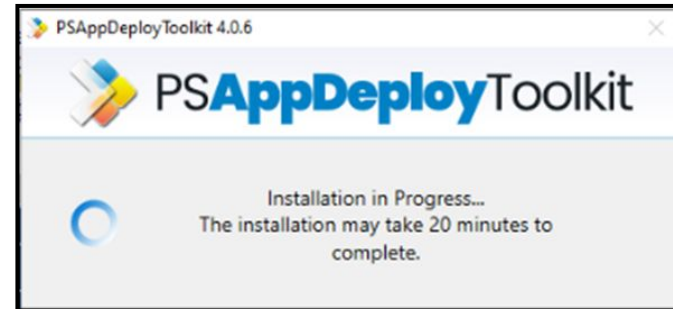 PSAppDeployToolkit 4.0.6
PSAppDeployToolkit
Installation in Progress...
The installation may take 20 minutes to
complete.